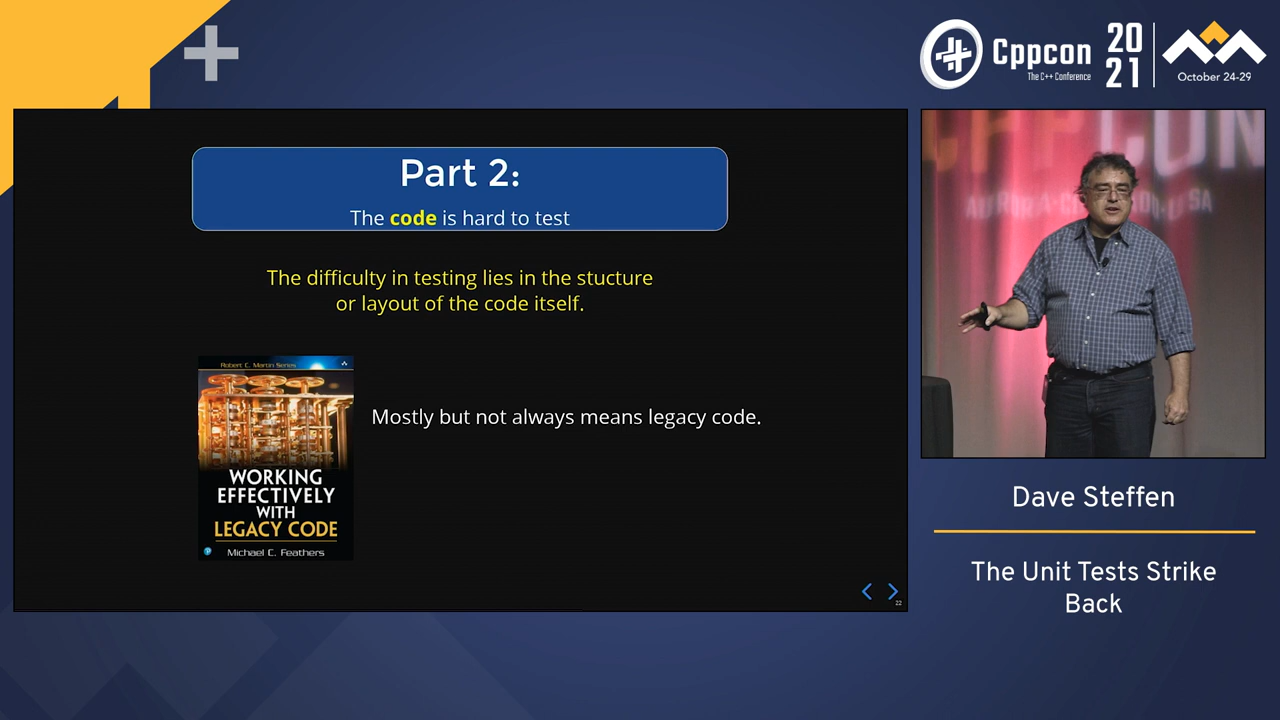 Cppcon
The C++ Conference
20
21
October 24-29
Part 2:
The code is hard to test
The difficulty in testing lies in the stucture
or layout of the code itself.
Robert C. Martin Series
WORKING
EFFECTIVELY
WITH
LEGACY CODE
Michael C. Feathers
Mostly but not always means legacy code.
22
CPPCON
Dave Steffen
The Unit Tests Strike
Back